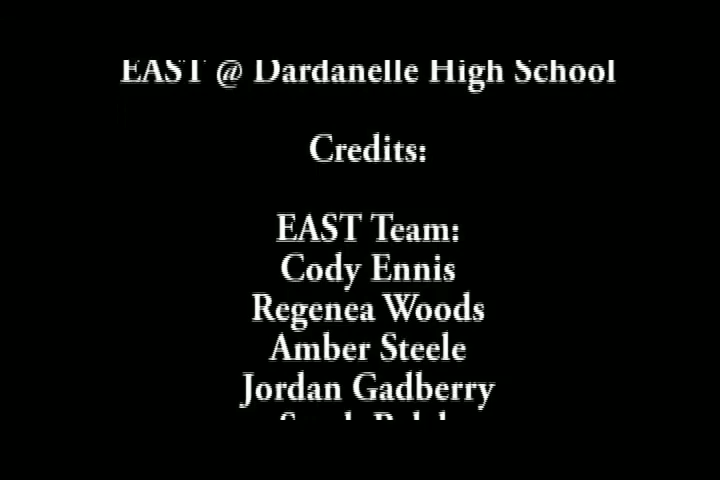 EAST @ Dardanelle High School
Credits:
EAST Team:
Cody Ennis
Regenea Woods
Amber Steele
Jordan Gadberry